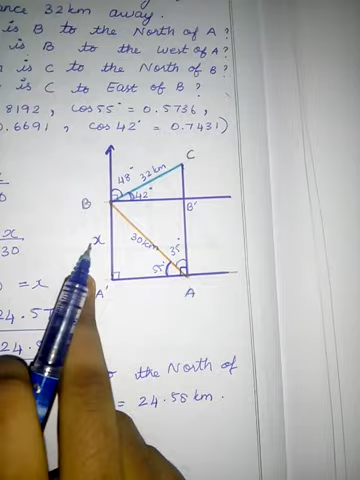 32 km away.
is B to the North of A?
is B to the West of A?
is C to the North of B?
is C to East of B?
8192, cos 55° = 0.5736,
0.6691, cos 42° = 0.7431)
C
48°
32km
42°
B
B'
x
30
x
30km
35°
55°
= x
A'
A
24.5
24.
the North of
= 24.58 km.